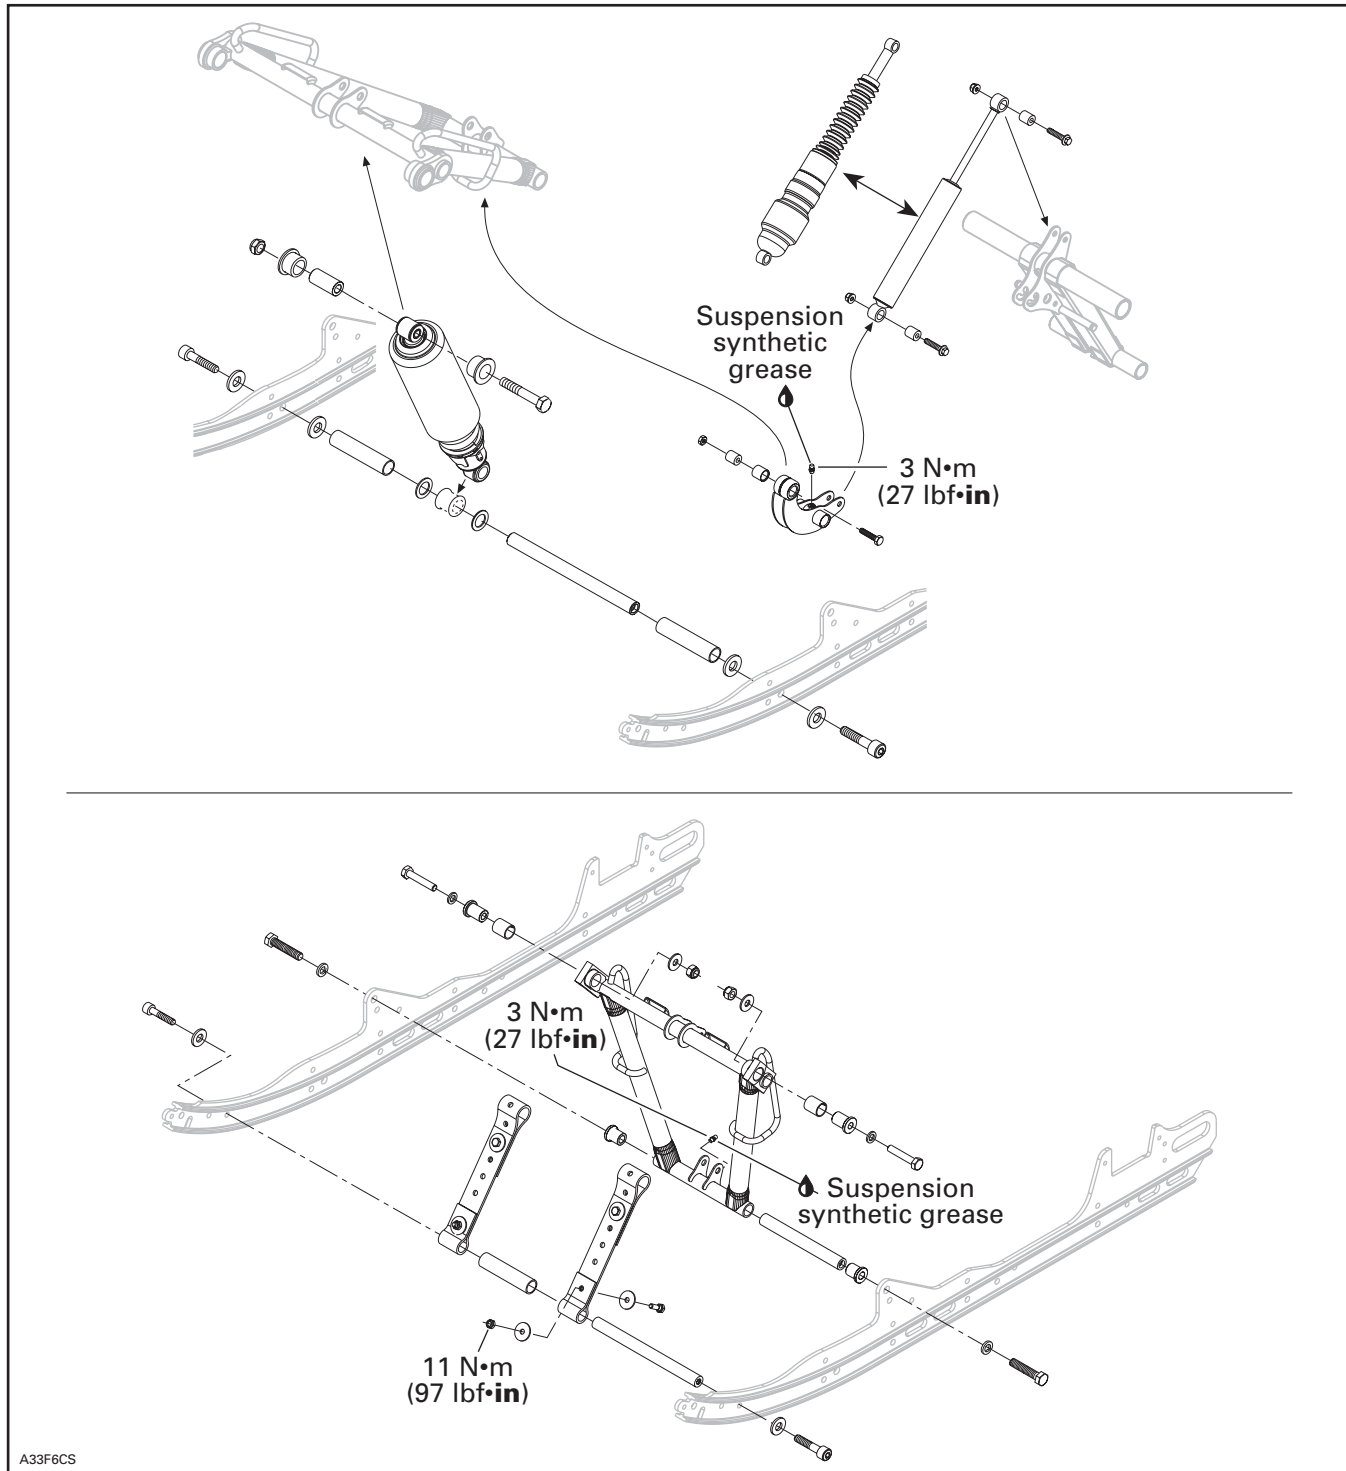 Suspension
synthetic
grease
3 N•m
(27 lbf•in)
3 N•m
(27 lbf•in)
Suspension
synthetic grease
11 N•m
(97 lbf•in)
A33F6CS